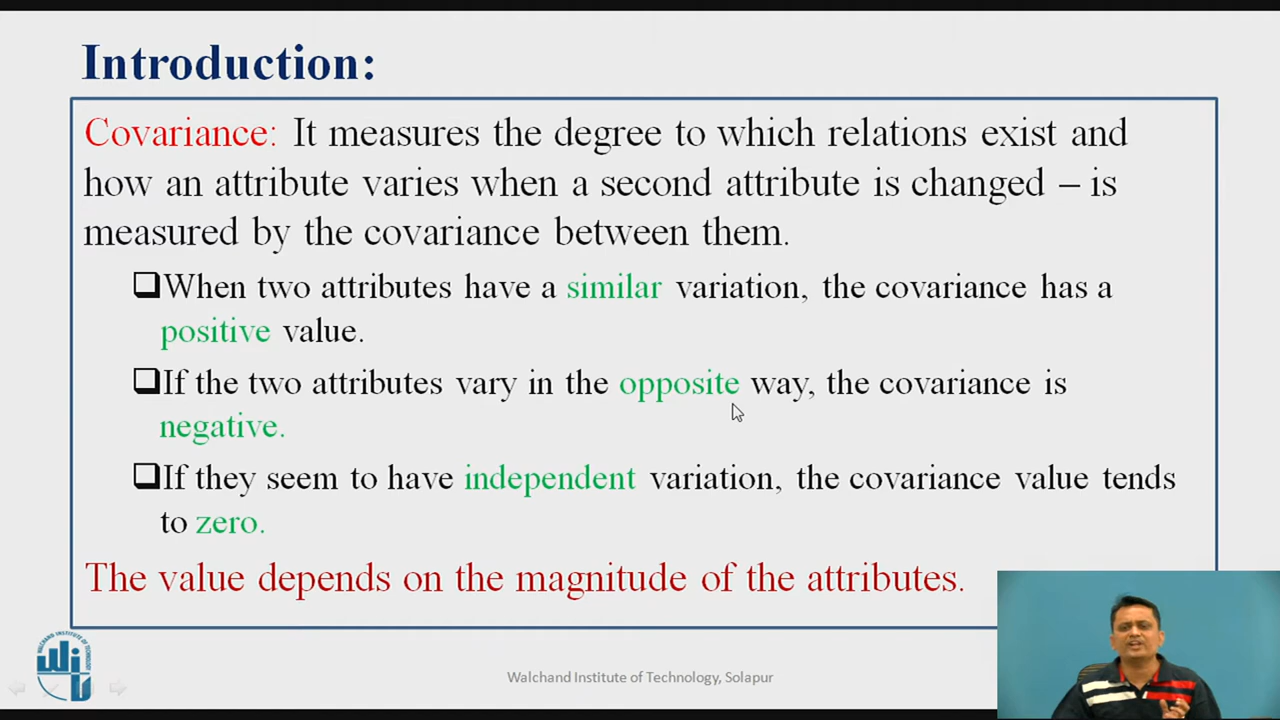 Introduction:
Covariance: It measures the degree to which relations exist and
how an attribute varies when a second attribute is changed – is
measured by the covariance between them.
When two attributes have a similar variation, the covariance has a
positive value.
If the two attributes vary in the opposite way, the covariance is
negative.
If they seem to have independent variation, the covariance value tends
to zero.
The value depends on the magnitude of the attributes.
WALCHAND INSTITUTE OF TECHNOLOGY
Walchand Institute of Technology, Solapur